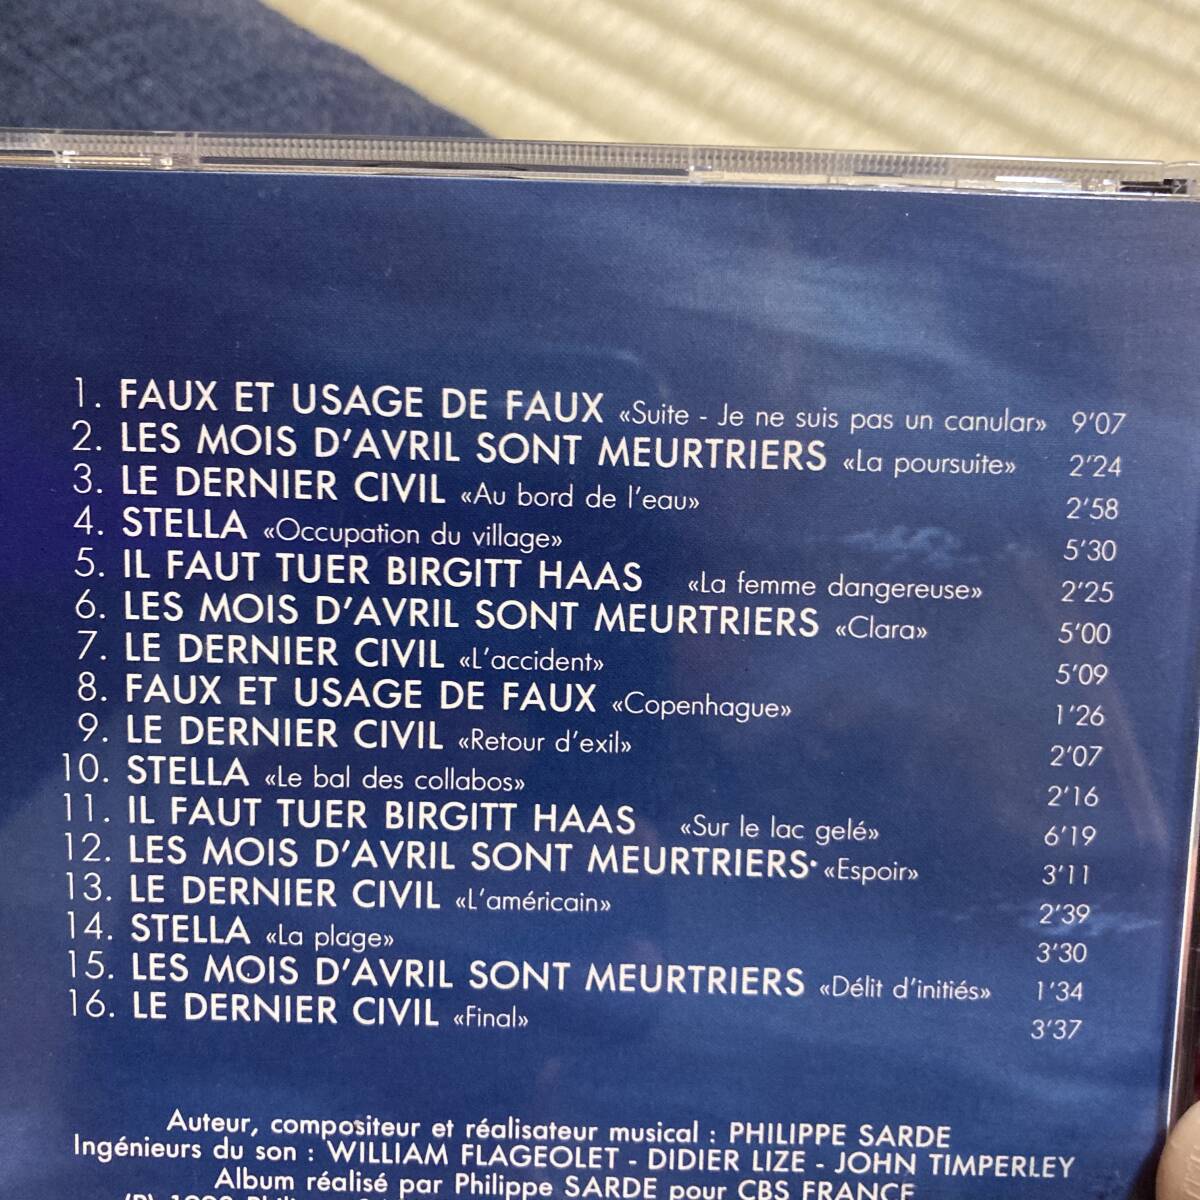 1. FAUX ET USAGE DE FAUX «Suite - Je ne suis pas un canular» 9'07
2. LES MOIS D'AVRIL SONT MEURTRIERS «La poursuite» 2'24
3. LE DERNIER CIVIL «Au bord de l'eau» 2'58
4. STELLA «Occupation du village» 5'30
5. IL FAUT TUER BIRGITT HAAS «La femme dangereuse» 2'25
6. LES MOIS D'AVRIL SONT MEURTRIERS «Clara» 5'00
7. LE DERNIER CIVIL «L'accident» 5'09
8. FAUX ET USAGE DE FAUX «Copenhague» 1'26
9. LE DERNIER CIVIL «Retour d'exil» 2'07
10. STELLA «Le bal des collabos» 2'16
11. IL FAUT TUER BIRGITT HAAS «Sur le lac gelé» 6'19
12. LES MOIS D'AVRIL SONT MEURTRIERS «Espoir» 3'11
13. LE DERNIER CIVIL «L'américain» 2'39
14. STELLA «La plage» 3'30
15. LES MOIS D'AVRIL SONT MEURTRIERS «Délit d'initiés» 1'34
16. LE DERNIER CIVIL «Final» 3'37
Auteur, compositeur et réalisateur musical : PHILIPPE SARDE
Ingénieurs du son : WILLIAM FLAGEOLET - DIDIER LIZE - JOHN TIMPERLEY
Album réalisé par Philippe SARDE pour CBS FRANCE